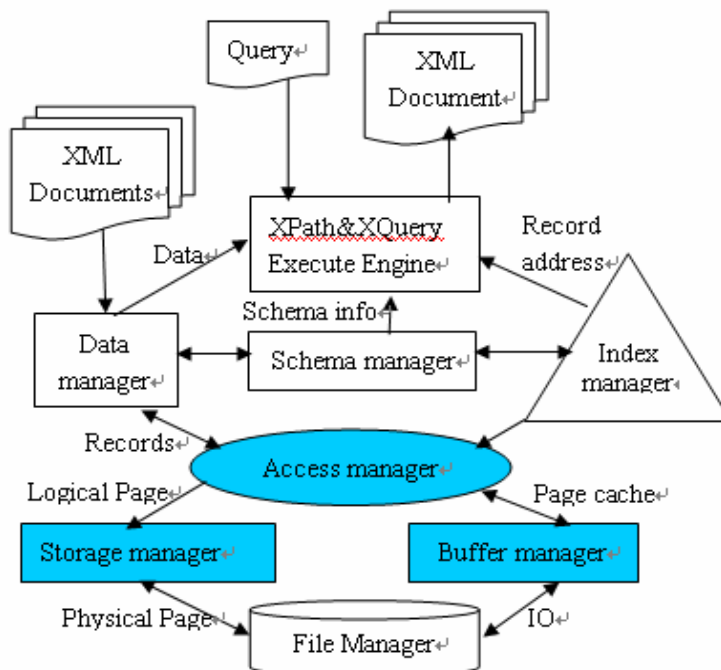 Query
XML
Document
XML
Documents
XPath&XQuery
Execute Engine
Record
address
Data
Schema info
Data
manager
Schema manager
Index
manager
Records
Access manager
Logical Page
Page cache
Storage manager
Buffer manager
Physical Page
File Manager
IO